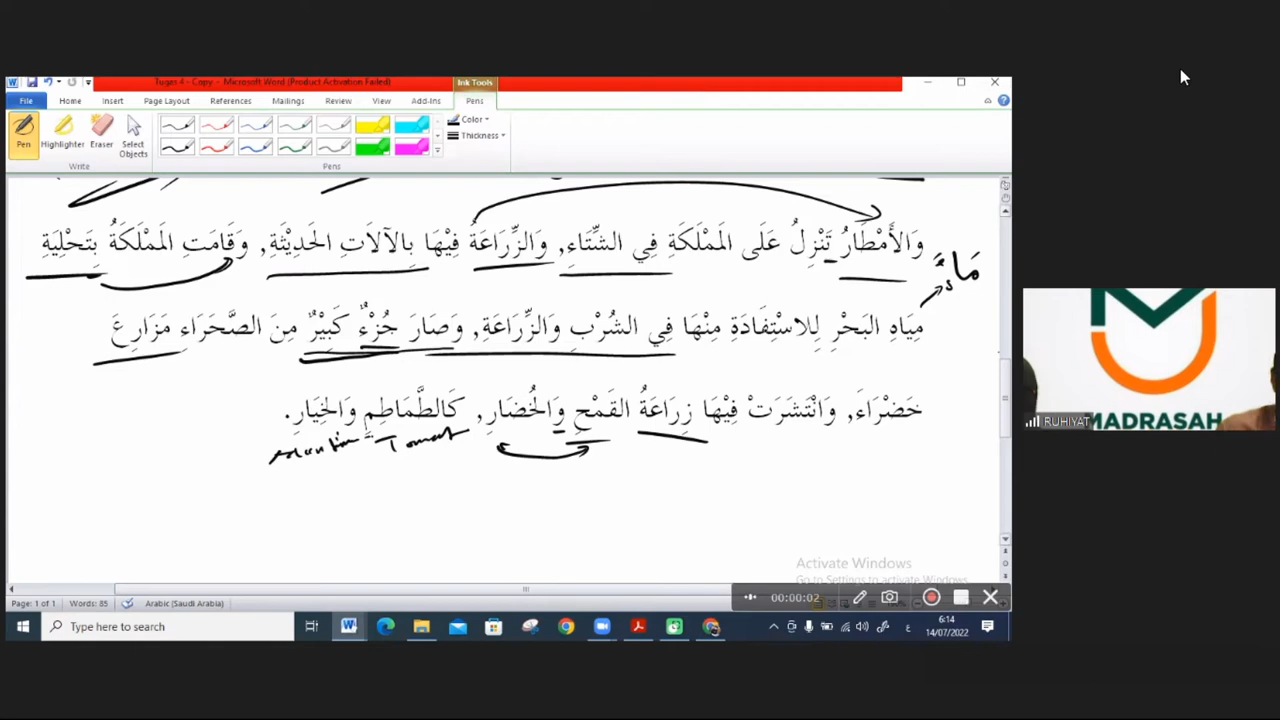 Tugas 4 - Copy - Microsoft Word (Product Activation Failed)
Ink Tools
File Home Insert Page Layout References Mailings Review View Add-Ins Pens
Pen Highlighter Eraser Select Objects
Color
Thickness
Write Pens
وَالأَمْطَارُ تَنْزِلُ عَلَى المَمْلَكَةِ فِي الشِّتَاءِ, وَالزِّرَاعَةُ فِيْهَا بِالآلاَتِ الحَدِيْثَةِ, وَقَامَتِ المَمْلَكَةُ بِتَحْلِيَةِ
مَاءٌ
مِيَاهِ البَحْرِ لِلاسْتِفَادَةِ مِنْهَا فِي الشُرْبِ وَالزِّرَاعَةِ, وَصَارَ جُزْءٌ كَبِيْرٌ مِنَ الصَّحَرَاءِ مَزَارِعَ
خَضْرَاءَ, وَانْتَشَرَتْ فِيْهَا زِرَاعَةُ القَمْحِ وَالخُضَارِ, كَالطَّمَاطِمِ وَالخِيَارِ.
Tomat
RUHIYAT
MADRASAH
Activate Windows
Go to Settings to activate Windows.
00:00:02
Page: 1 of 1 Words: 85 Arabic (Saudi Arabia)
Type here to search
ع
6:14
14/07/2022